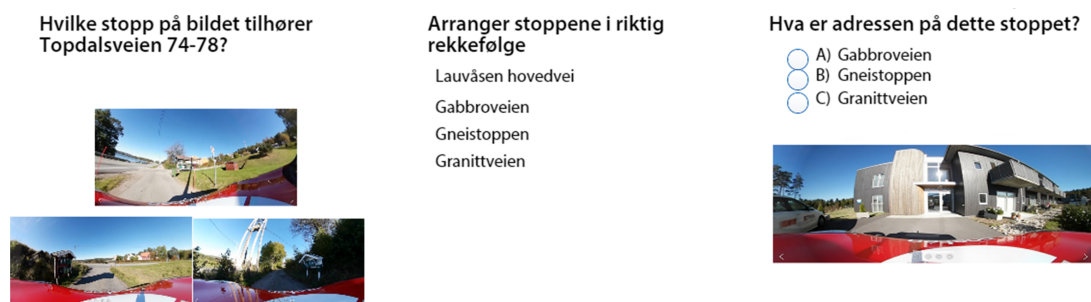 Hvilke stopp på bildet tilhører
Topdalsveien 74-78?
Arranger stoppene i riktig
rekkefølge
Lauvåsen hovedvei
Gabbroveien
Gneistoppen
Granittveien
Hva er adressen på dette stoppet?
A) Gabbroveien
B) Gneistoppen
C) Granittveien